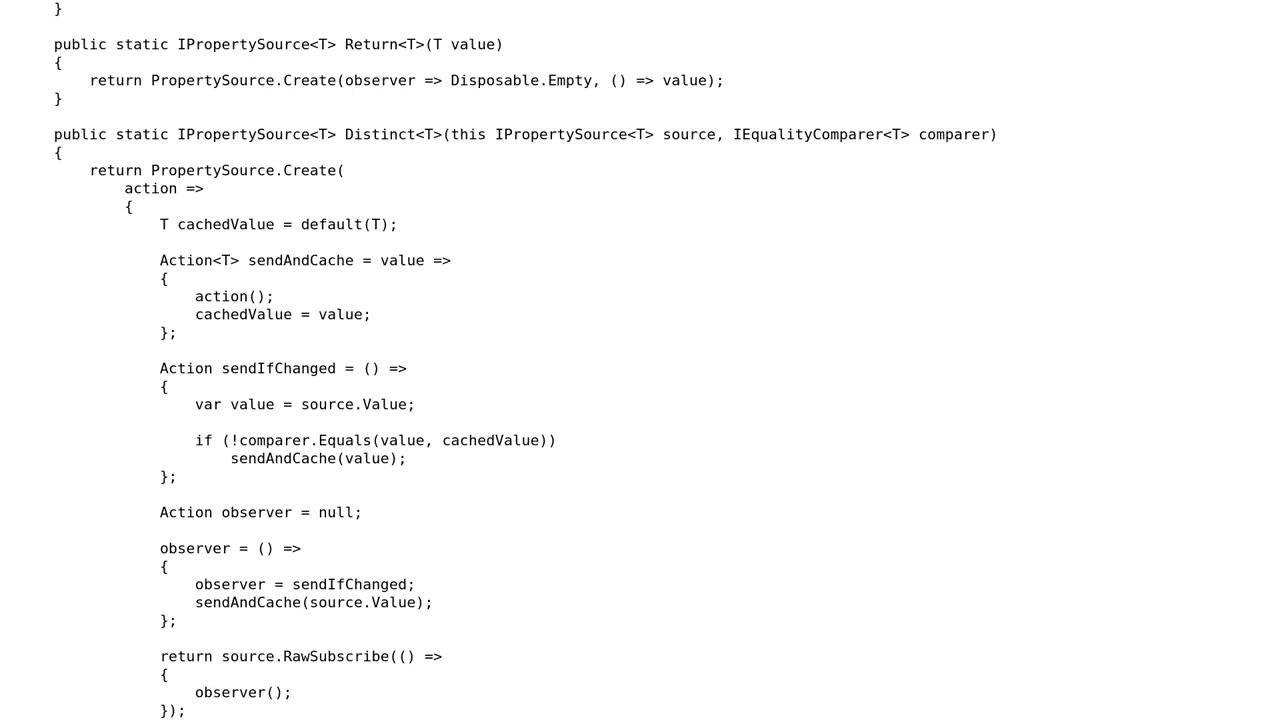 }
public static IPropertySource<T> Return<T>(T value)
{
return PropertySource.Create(observer => Disposable.Empty, () => value);
}
public static IPropertySource<T> Distinct<T>(this IPropertySource<T> source, IEqualityComparer<T> comparer)
{
return PropertySource.Create(
action =>
{
T cachedValue = default(T);
Action<T> sendAndCache = value =>
{
action();
cachedValue = value;
};
Action sendIfChanged = () =>
{
var value = source.Value;
if (!comparer.Equals(value, cachedValue))
sendAndCache(value);
};
Action observer = null;
observer = () =>
{
observer = sendIfChanged;
sendAndCache(source.Value);
};
return source.RawSubscribe(() =>
{
observer();
});